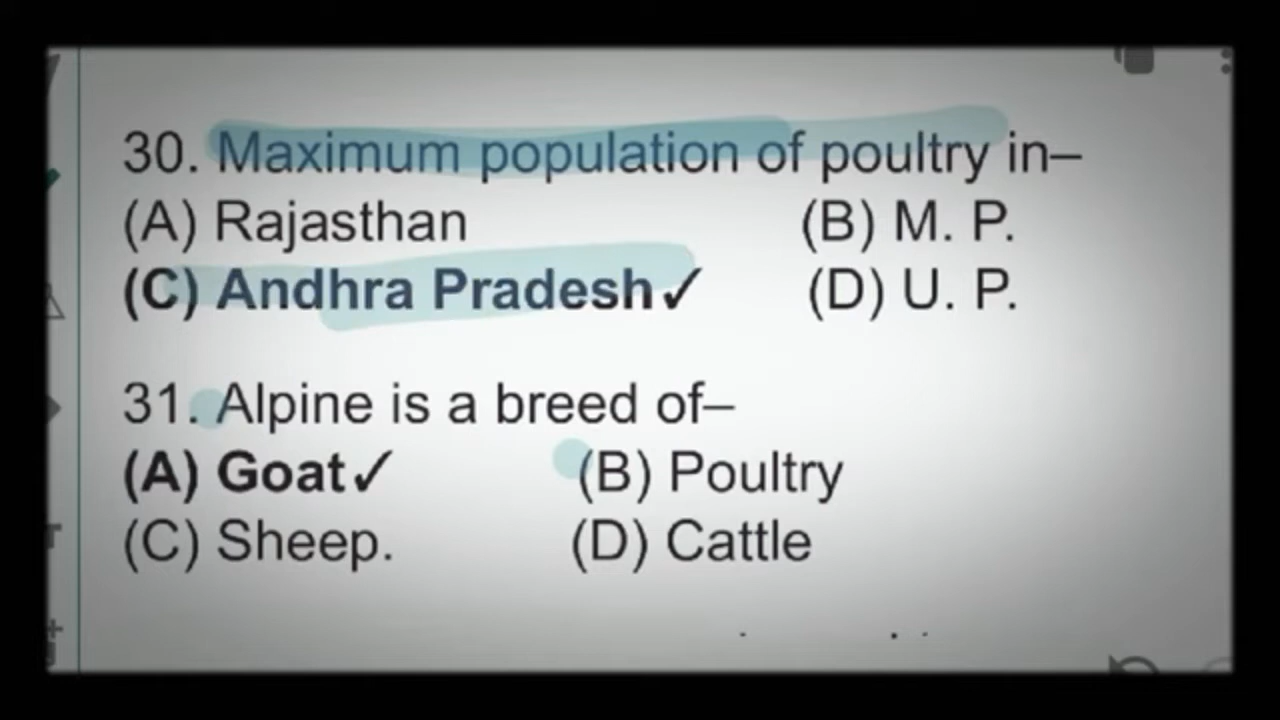 30. Maximum population of poultry in–
(A) Rajasthan (B) M. P.
(C) Andhra Pradesh✓ (D) U. P.
31. Alpine is a breed of–
(A) Goat✓ (B) Poultry
(C) Sheep. (D) Cattle